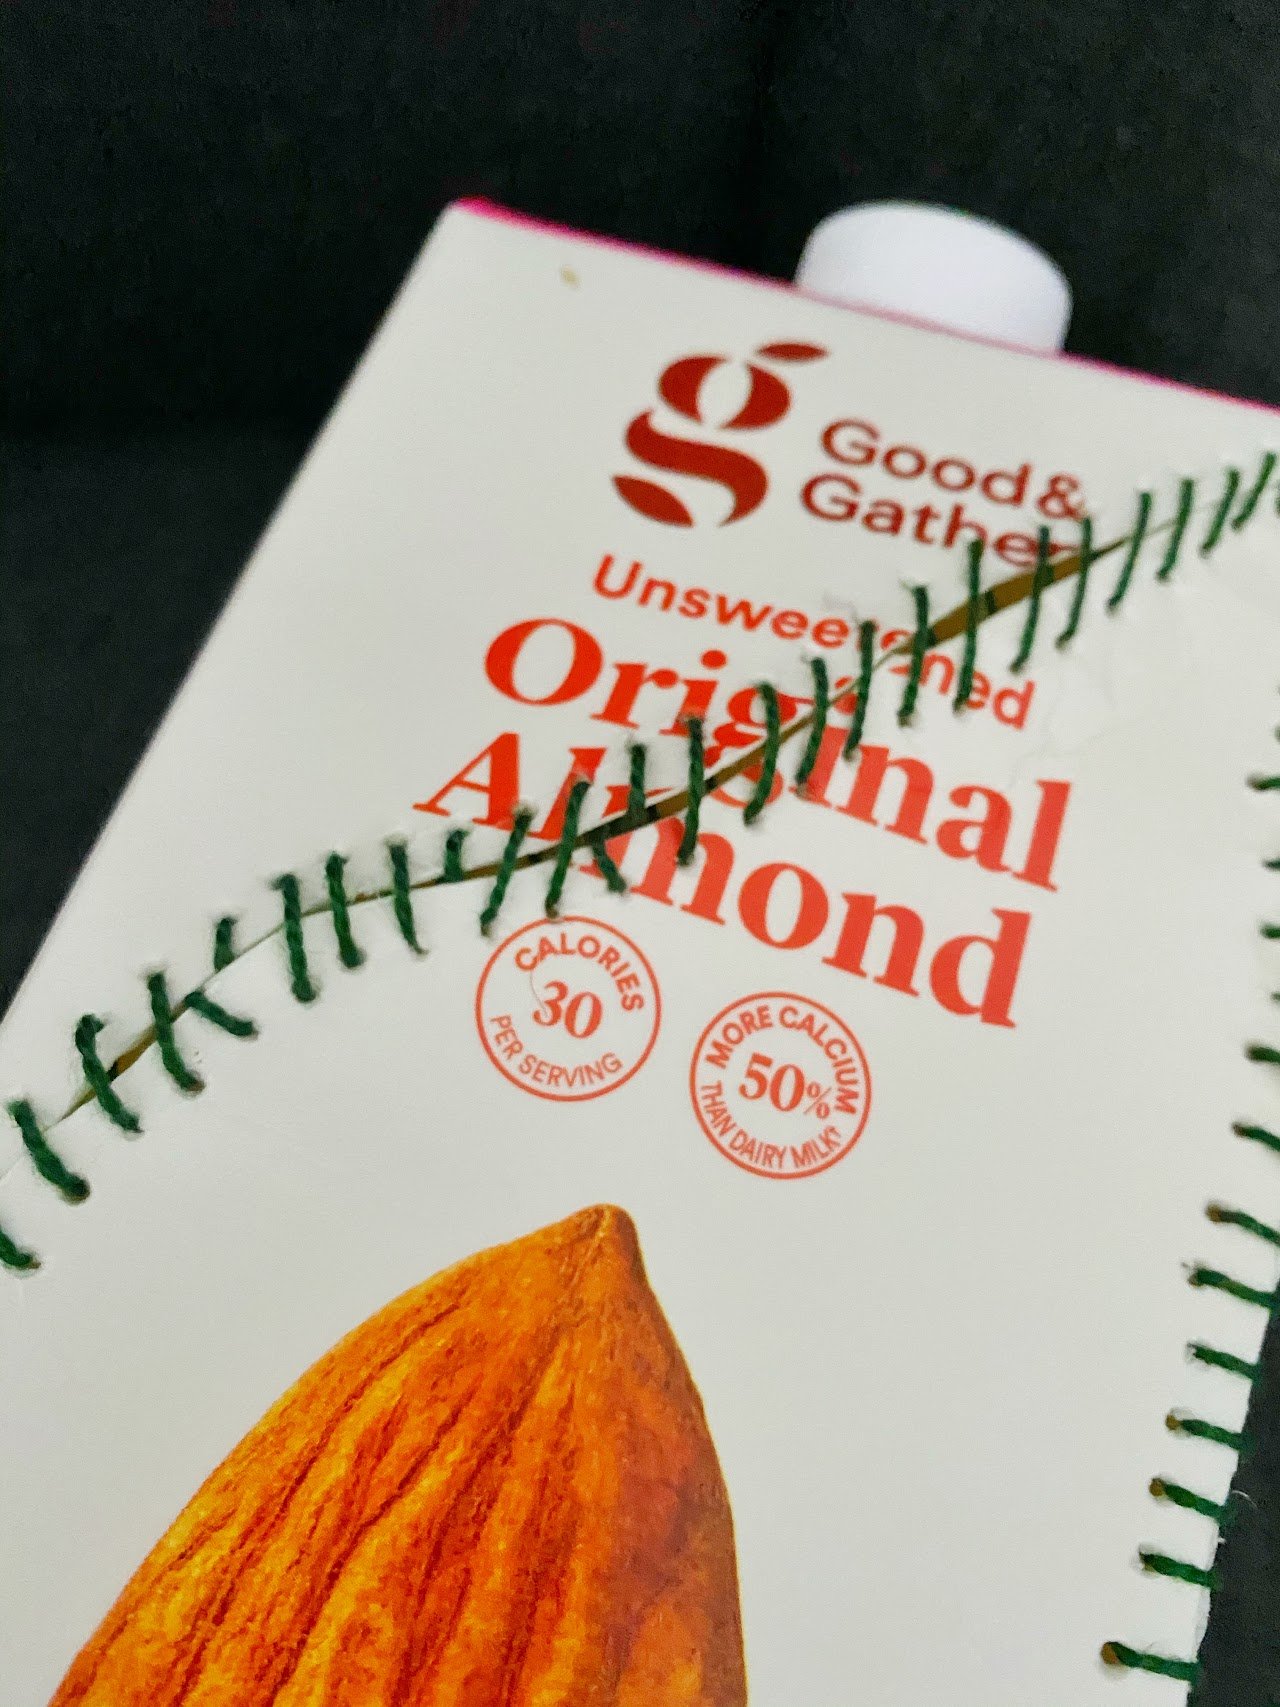 Good&
Gather
Unsweetened
Original
Almond
CALORIES
30
PER SERVING
MORE CALCIUM
50%
THAN DAIRY MILK†